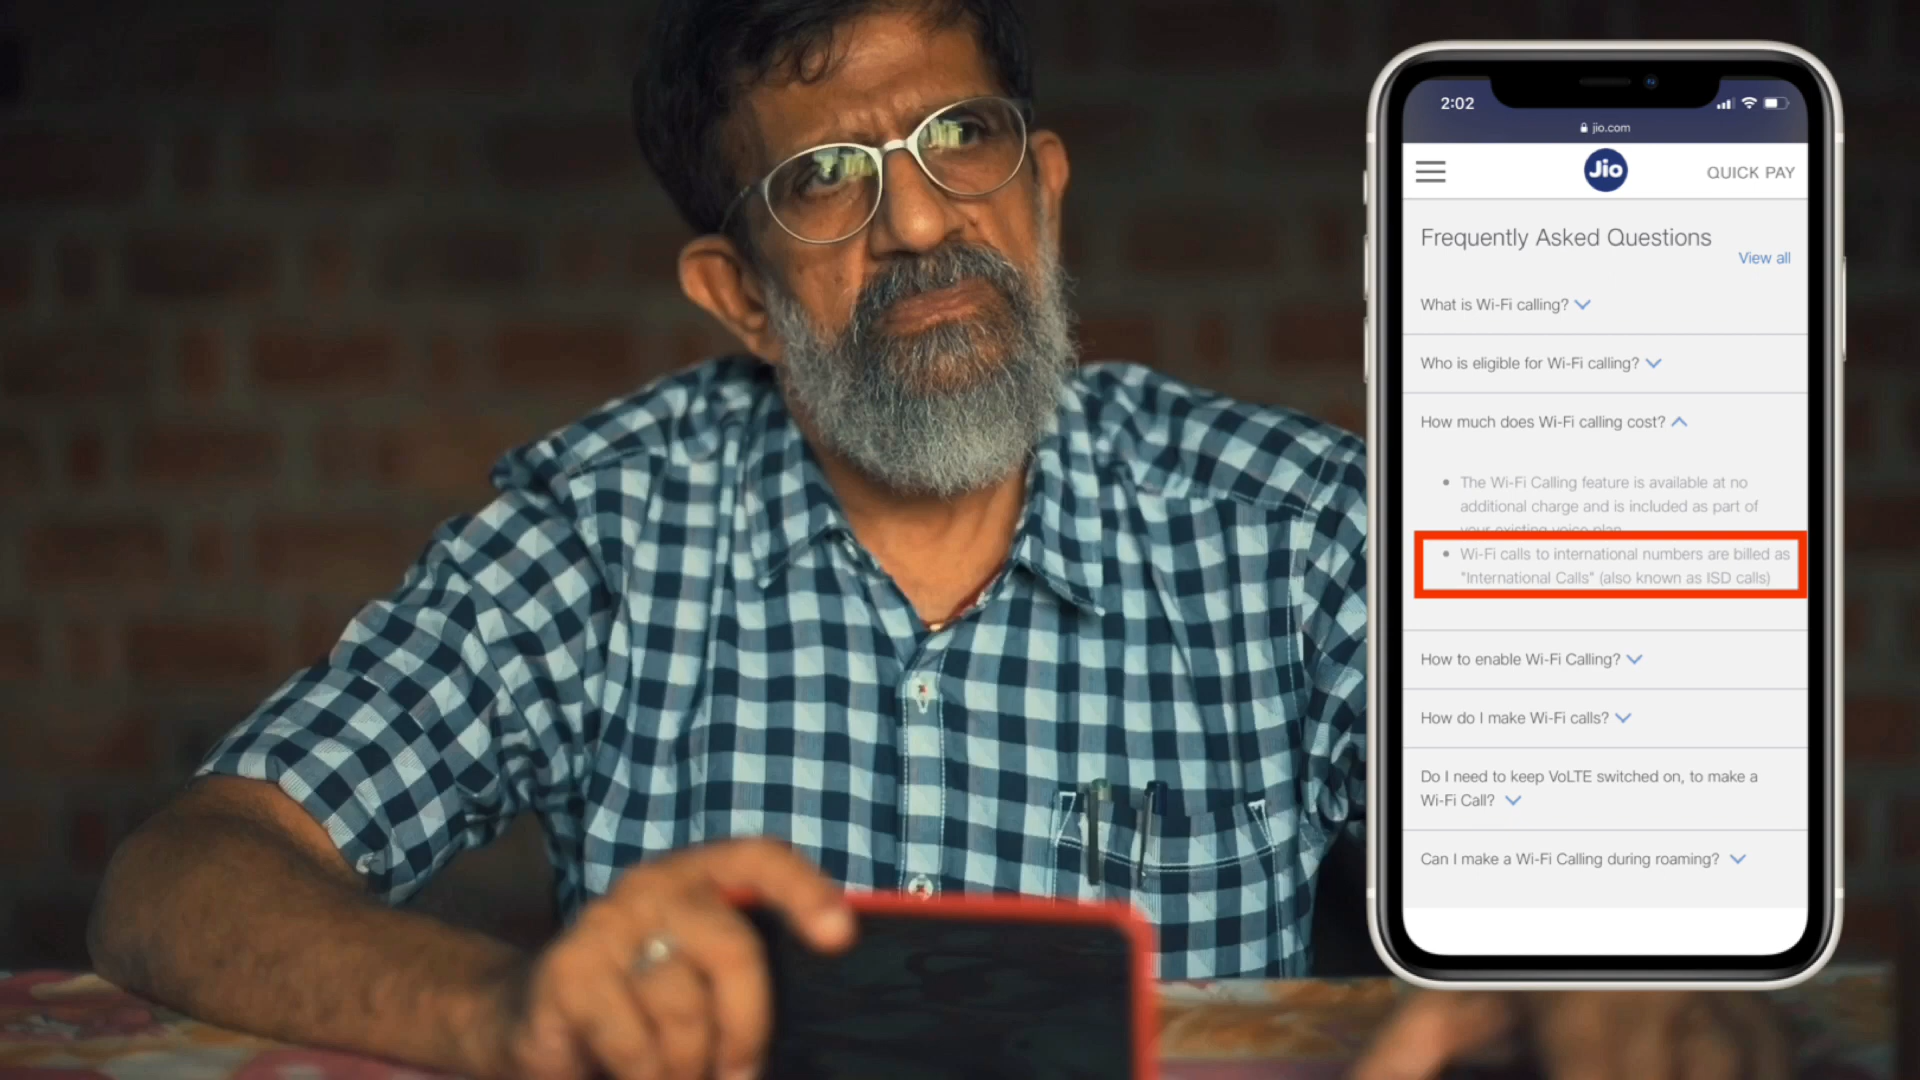 2:02
jio.com
Jio
QUICK PAY
Frequently Asked Questions
View all
What is Wi-Fi calling?
Who is eligible for Wi-Fi calling?
How much does Wi-Fi calling cost?
• The Wi-Fi Calling feature is available at no
additional charge and is included as part of
your existing voice plan
• Wi-Fi calls to international numbers are billed as
"International Calls" (also known as ISD calls)
How to enable Wi-Fi Calling?
How do I make Wi-Fi calls?
Do I need to keep VoLTE switched on, to make a
Wi-Fi Call?
Can I make a Wi-Fi Calling during roaming?